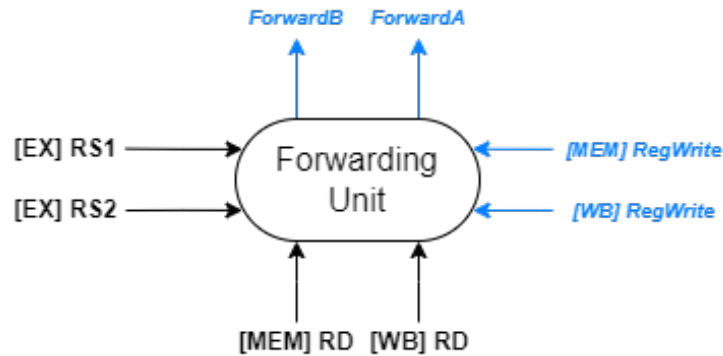 ForwardB ForwardA
[EX] RS1
Forwarding
Unit
[MEM] RegWrite
[EX] RS2
[WB] RegWrite
[MEM] RD [WB] RD